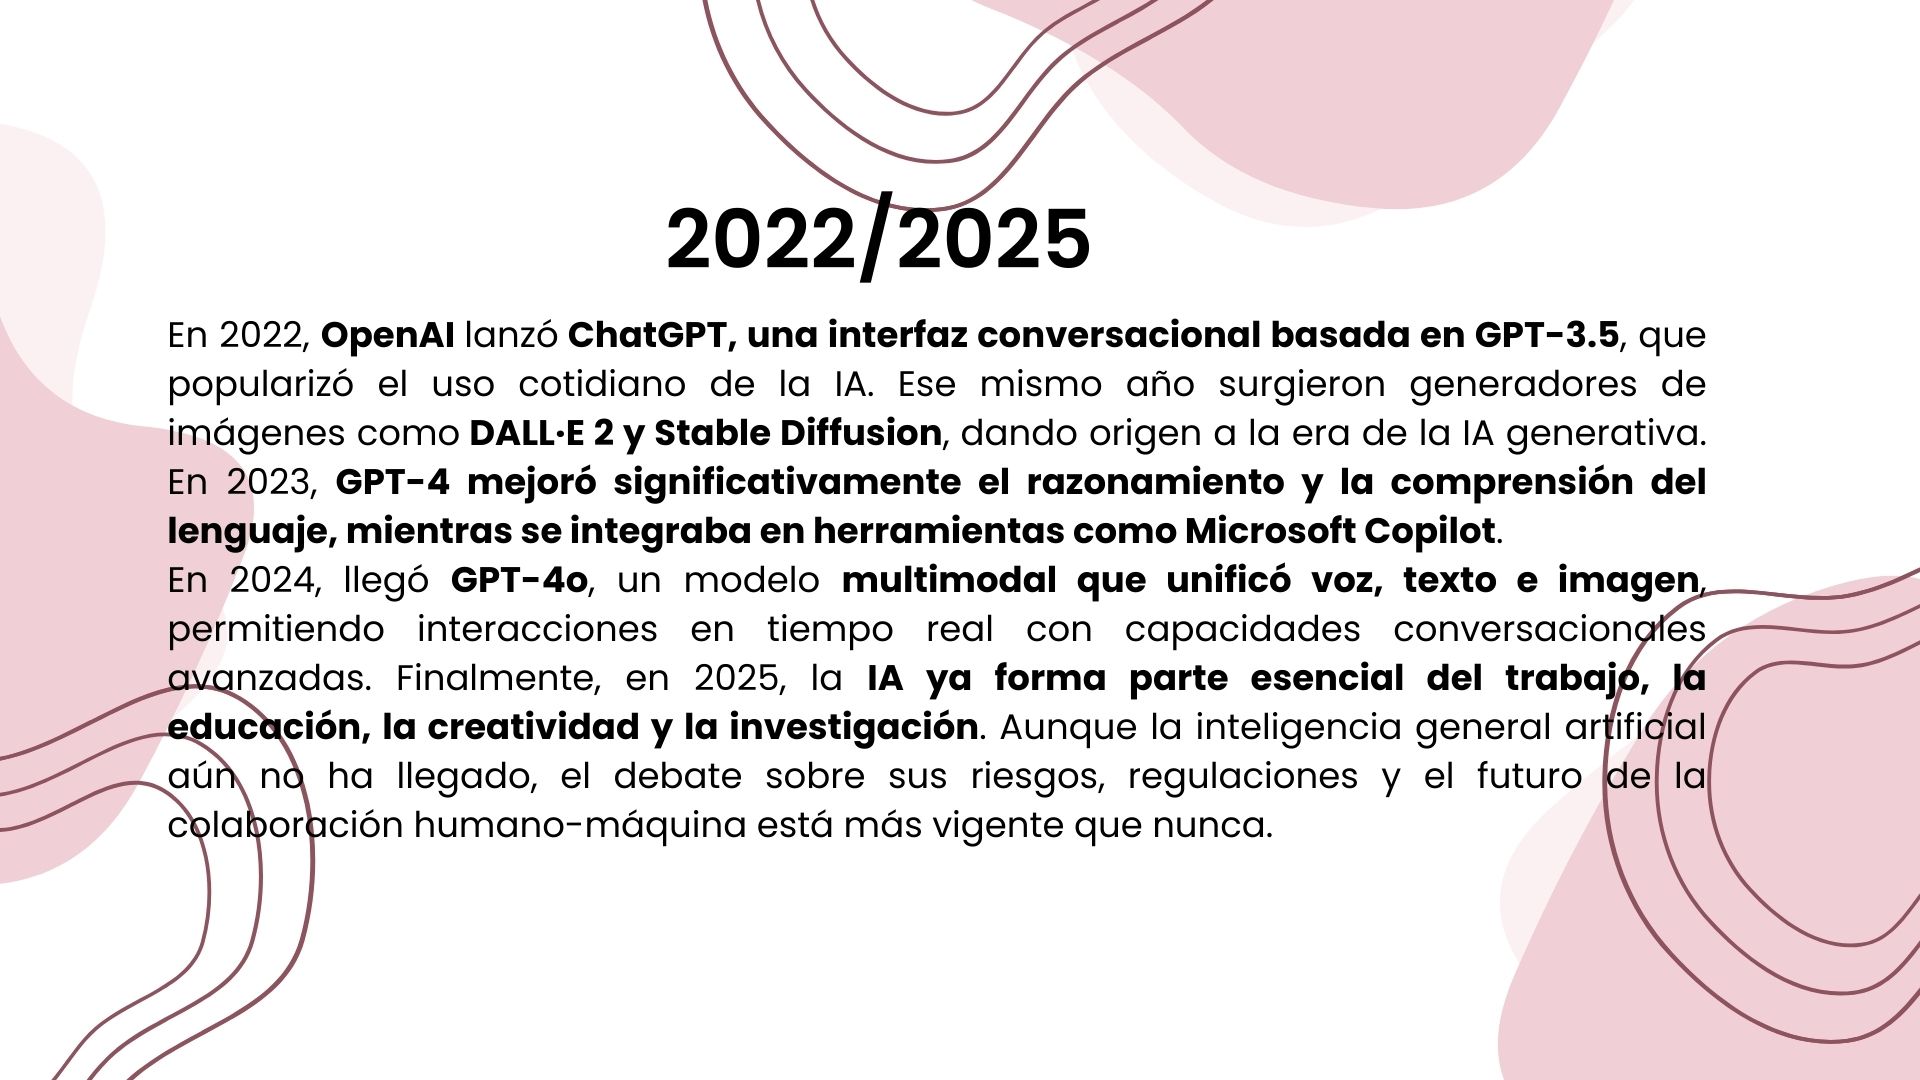 2022/2025
En 2022, OpenAI lanzó ChatGPT, una interfaz conversacional basada en GPT-3.5, que
popularizó el uso cotidiano de la IA. Ese mismo año surgieron generadores de
imágenes como DALL·E 2 y Stable Diffusion, dando origen a la era de la IA generativa.
En 2023, GPT-4 mejoró significativamente el razonamiento y la comprensión del
lenguaje, mientras se integraba en herramientas como Microsoft Copilot.
En 2024, llegó GPT-4o, un modelo multimodal que unificó voz, texto e imagen,
permitiendo interacciones en tiempo real con capacidades conversacionales
avanzadas. Finalmente, en 2025, la IA ya forma parte esencial del trabajo, la
educación, la creatividad y la investigación. Aunque la inteligencia general artificial
aún no ha llegado, el debate sobre sus riesgos, regulaciones y el futuro de la
colaboración humano-máquina está más vigente que nunca.